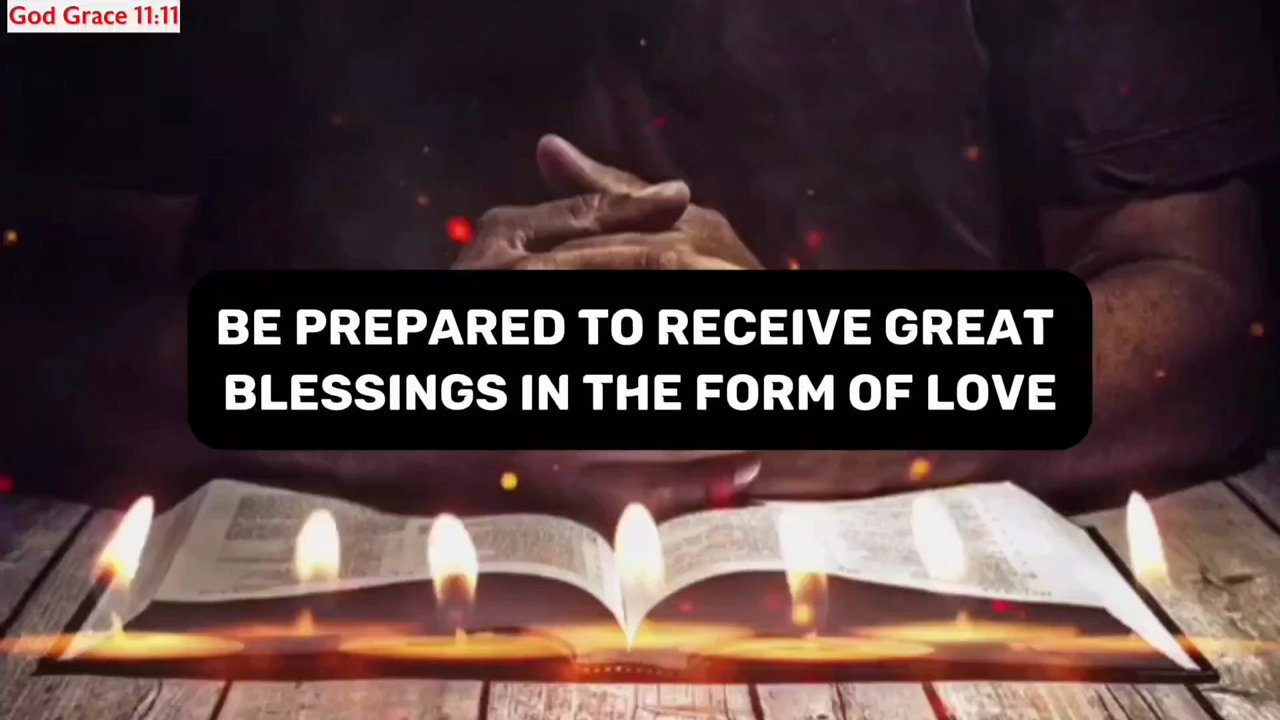 God Grace 11:11
BE PREPARED TO RECEIVE GREAT
BLESSINGS IN THE FORM OF LOVE